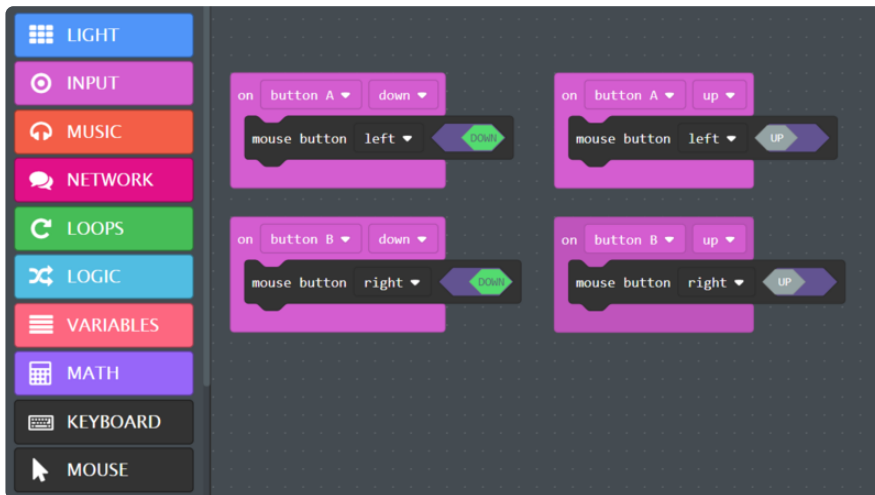 LIGHT
INPUT
MUSIC
NETWORK
LOOPS
LOGIC
VARIABLES
MATH
KEYBOARD
MOUSE
on button A down
mouse button left DOWN
on button A up
mouse button left UP
on button B down
mouse button right DOWN
on button B up
mouse button right UP